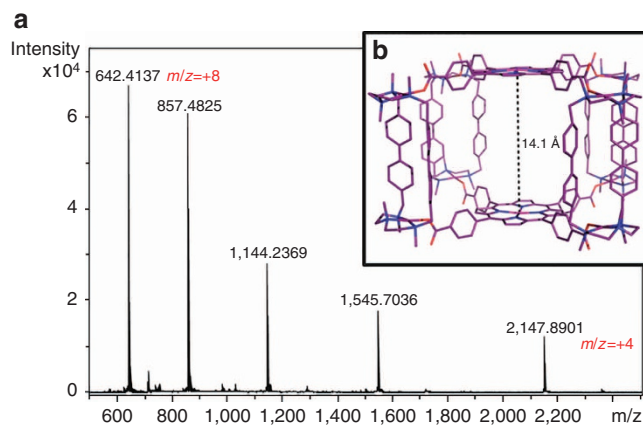 a
Intensity
x10⁴
6
4
2
0
642.4137 m/z=+8
857.4825
1,144.2369
1,545.7036
2,147.8901
m/z=+4
b
14.1 Å
600 800 1,000 1,200 1,400 1,600 1,800 2,000 2,200 m/z